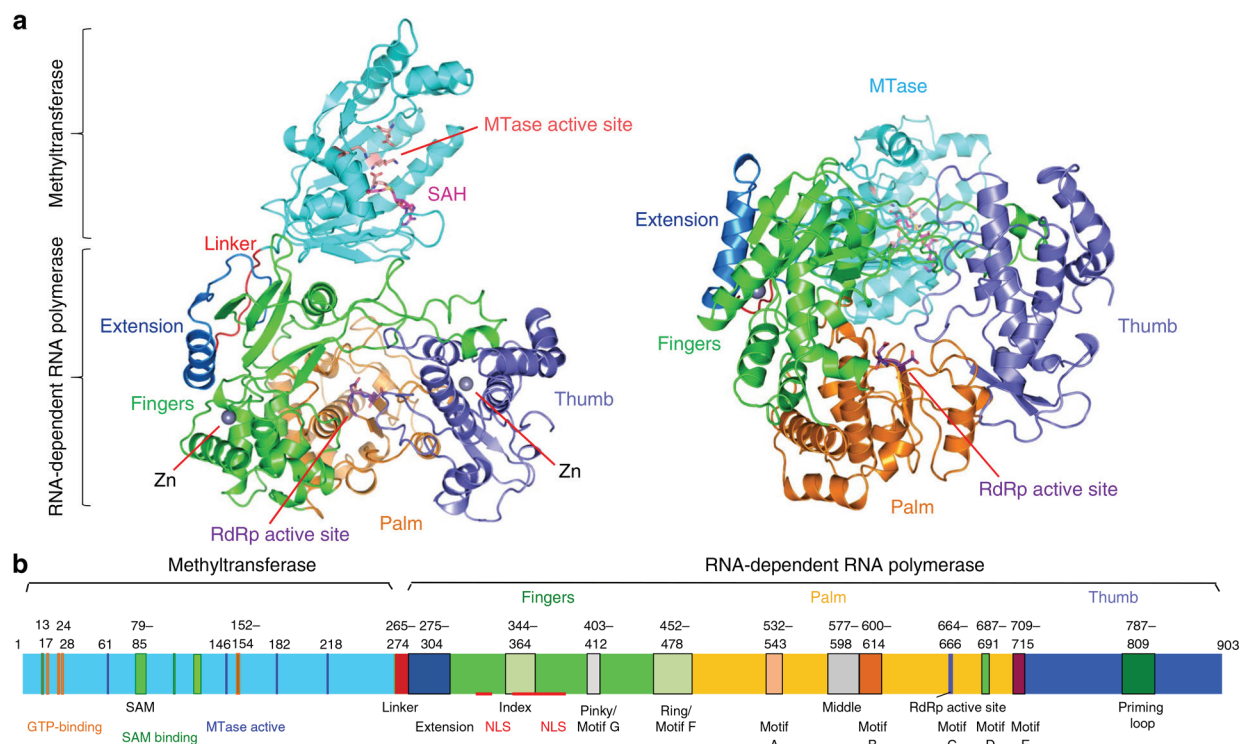 a
Methyltransferase
RNA-dependent RNA polymerase
MTase active site
SAH
Linker
Extension
Fingers
Zn
RdRp active site
Palm
Thumb
Zn
MTase
Extension
Fingers
Thumb
RdRp active site
Palm
b
Methyltransferase RNA-dependent RNA polymerase
Fingers Palm Thumb
13 24 79– 152– 265– 275– 344– 403– 452– 532– 577– 600– 664– 687– 709– 787–
1 17 28 61 85 146 154 182 218 274 304 364 412 478 543 598 614 666 691 715 809 903
SAM Linker Index Pinky/ Ring/ Middle RdRp active site Priming
GTP-binding MTase active Extension NLS NLS Motif G Motif F Motif Motif Motif Motif Motif loop
SAM binding
A B C D E